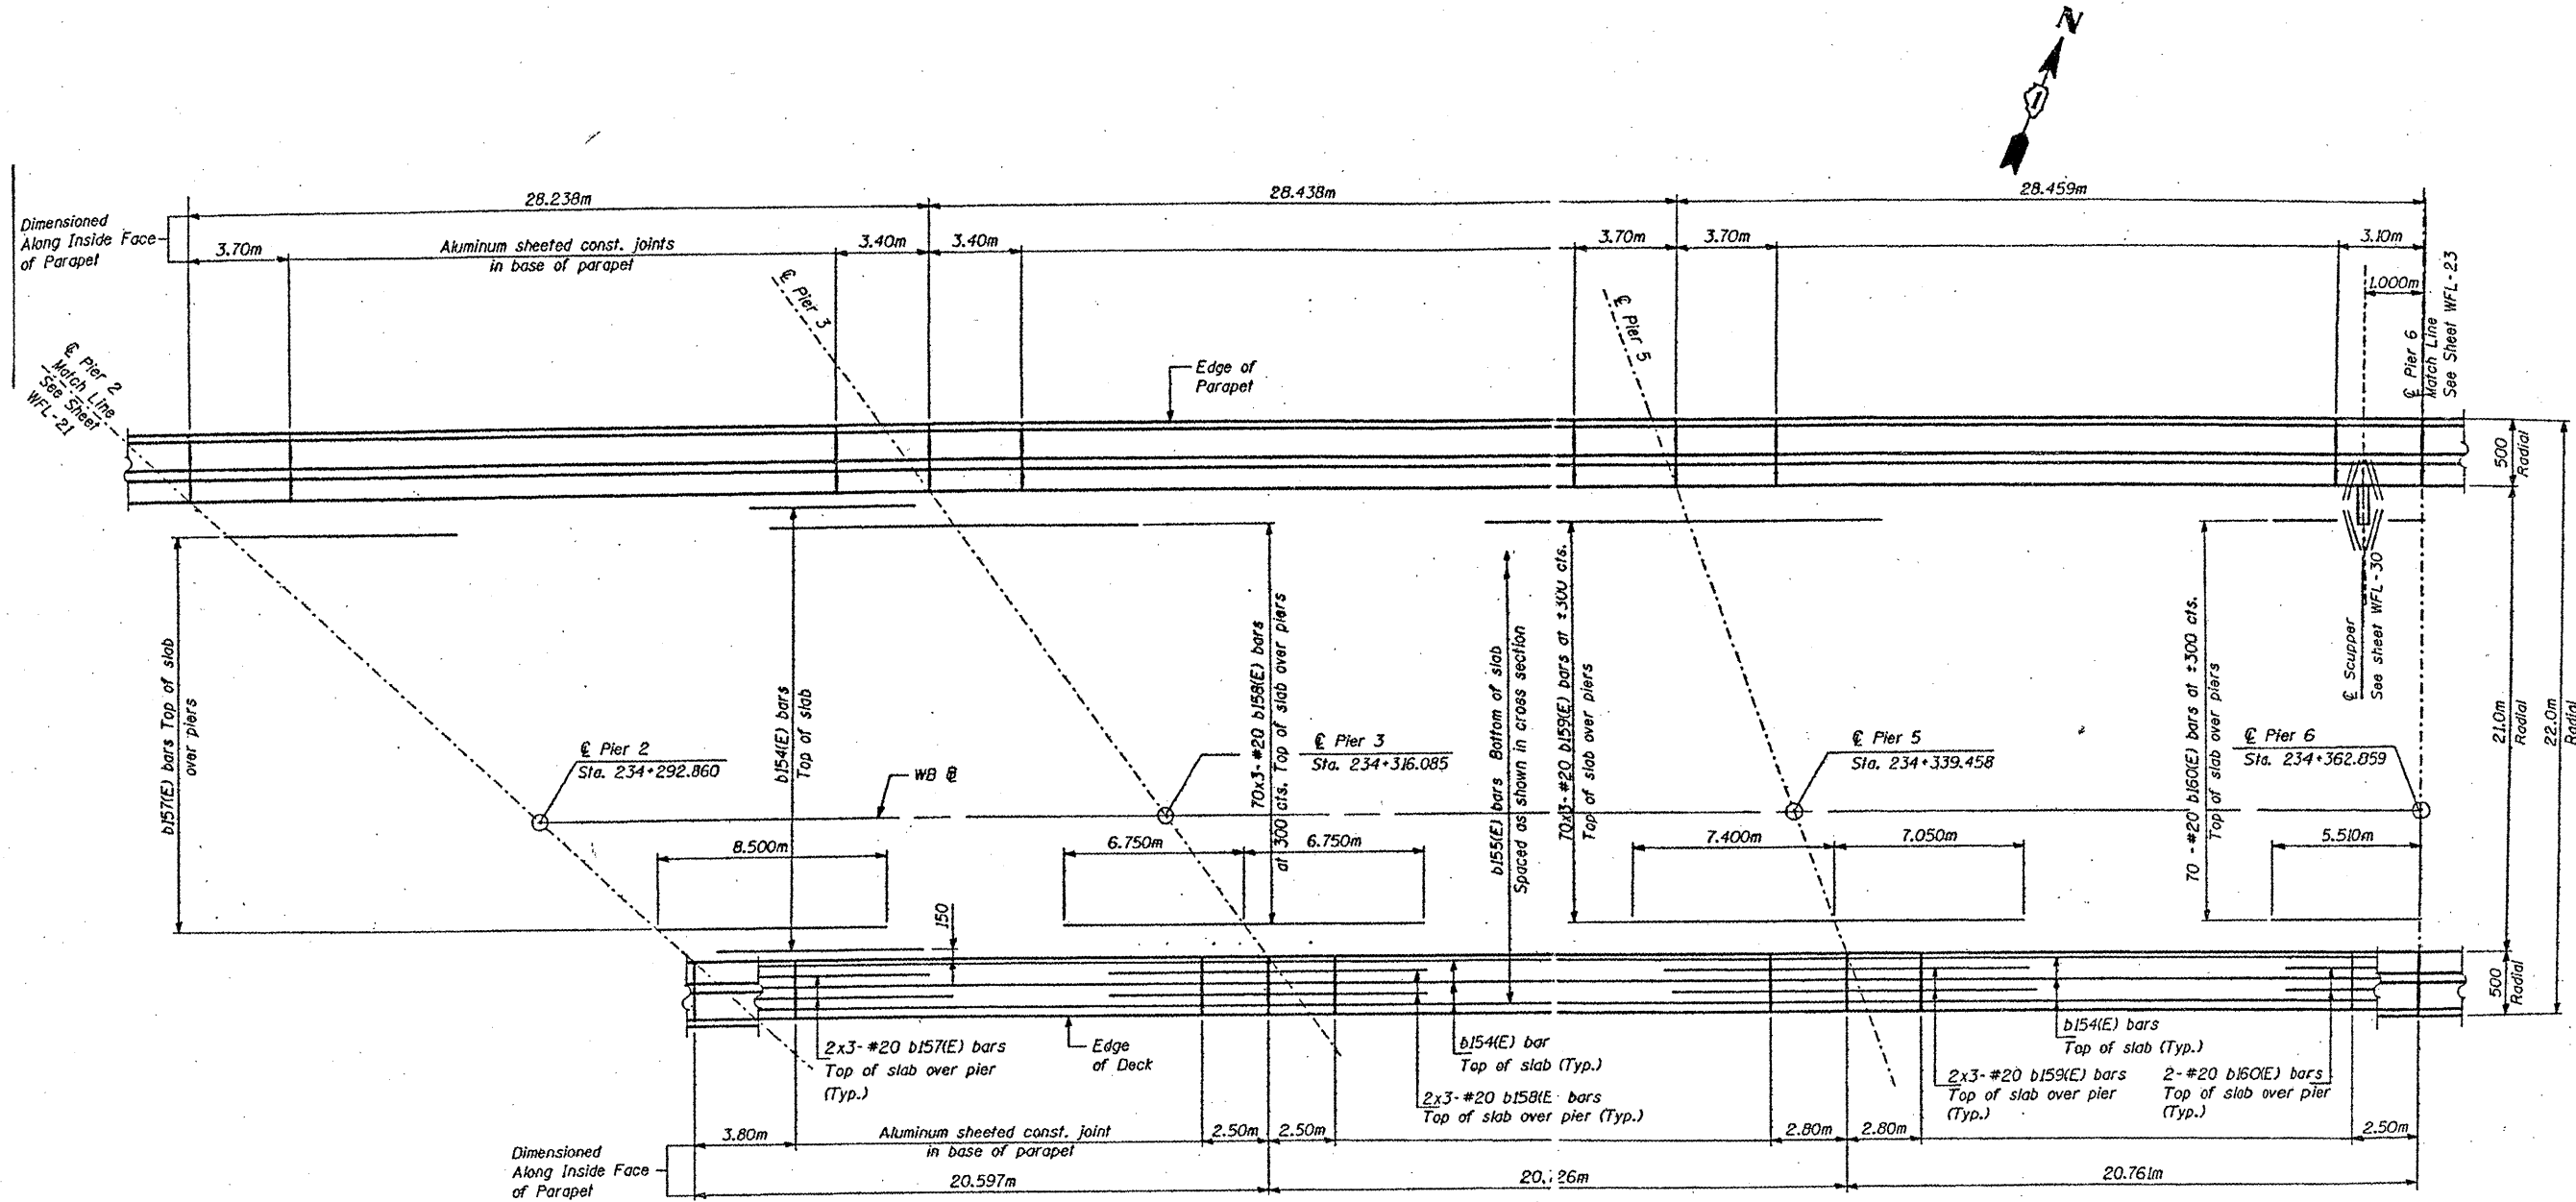 N
1
28.238m
28.438m
28.459m
Dimensioned
Along Inside Face
of Parapet
3.70m
Aluminum sheeted const. joints
in base of parapet
3.40m
3.40m
3.70m
3.70m
3.10m
1.000m
℄ Pier 2
Match Line
See Sheet
WFL-21
℄ Pier 3
℄ Pier 5
℄ Pier 6
Match Line
See Sheet WFL-23
Edge of
Parapet
500
Radial
21.0m
Radial
22.0m
Radial
500
Radial
b157(E) bars Top of slab
over piers
b154(E) bars
Top of slab
70x3-#20 b158(E) bars
at 300 cts. Top of slab over piers
b155(E) bars Bottom of slab
Spaced as shown in cross section
70x3-#20 b159(E) bars at ±300 cts.
Top of slab over piers
70 -#20 b160(E) bars at ±300 cts.
Top of slab over piers
℄ Scupper
See sheet WFL-30
℄ Pier 2
Sta. 234+292.860
WB ℄
℄ Pier 3
Sta. 234+316.085
℄ Pier 5
Sta. 234+339.458
℄ Pier 6
Sta. 234+362.859
8.500m
6.750m
6.750m
7.400m
7.050m
5.510m
150
2x3-#20 b157(E) bars
Top of slab over pier
(Typ.)
Edge
of Deck
b154(E) bar
Top of slab (Typ.)
2x3-#20 b158(E bars
Top of slab over pier (Typ.)
b154(E) bars
Top of slab (Typ.)
2x3-#20 b159(E) bars
Top of slab over pier
(Typ.)
2-#20 b160(E) bars
Top of slab over pier
(Typ.)
3.80m
Aluminum sheeted const. joint
in base of parapet
2.50m
2.50m
2.80m
2.80m
2.50m
Dimensioned
Along Inside Face
of Parapet
20.597m
20.
26m
20.761m